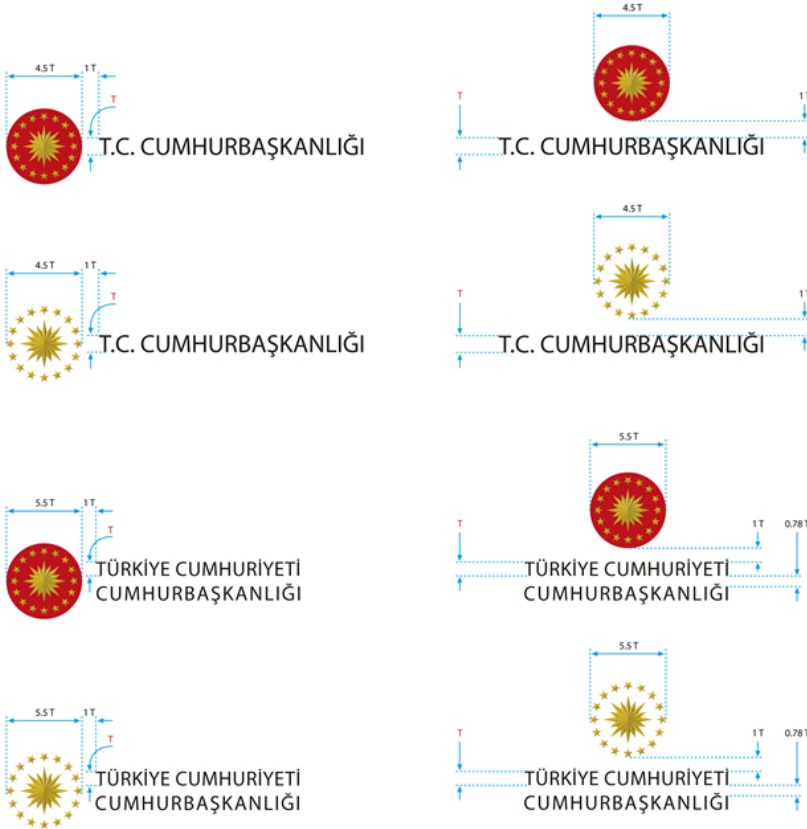 4.5 T
4.5 T 1 T
T
T
1 T
T.C. CUMHURBAŞKANLIĞI
T.C. CUMHURBAŞKANLIĞI
4.5 T
4.5 T 1 T
T
T
1 T
T.C. CUMHURBAŞKANLIĞI
T.C. CUMHURBAŞKANLIĞI
5.5 T
5.5 T 1 T
T
T
1 T 0.78 T
TÜRKİYE CUMHURİYETİ
CUMHURBAŞKANLIĞI
TÜRKİYE CUMHURİYETİ
CUMHURBAŞKANLIĞI
5.5 T
5.5 T 1 T
T
T
1 T 0.78 T
TÜRKİYE CUMHURİYETİ
CUMHURBAŞKANLIĞI
TÜRKİYE CUMHURİYETİ
CUMHURBAŞKANLIĞI